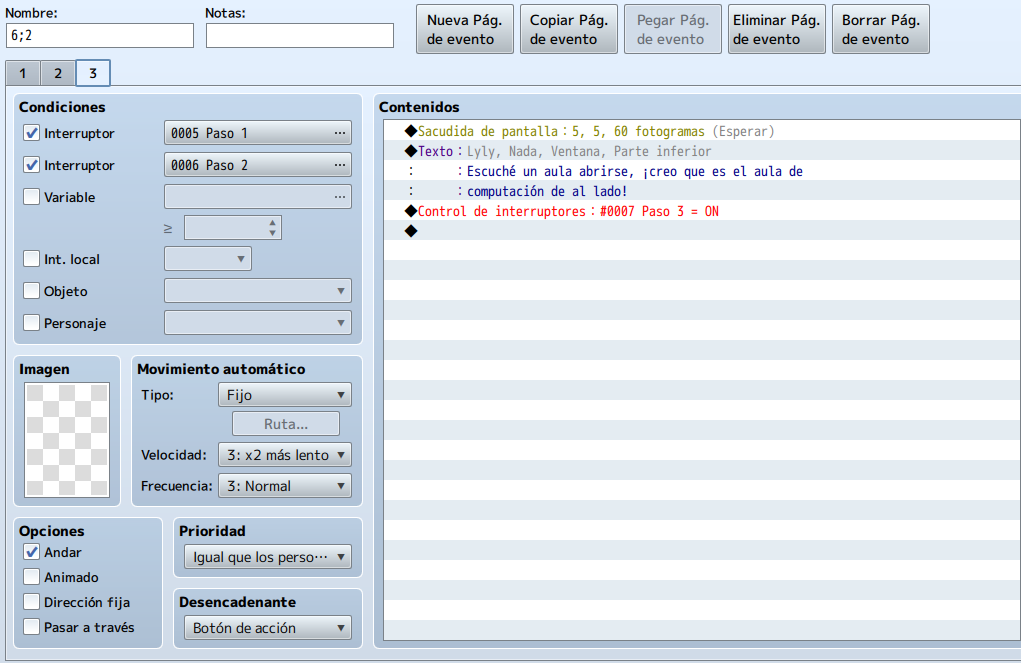 Nombre:
Notas:
6;2
Nueva Pág.
de evento
Copiar Pág.
de evento
Pegar Pág.
de evento
Eliminar Pág.
de evento
Borrar Pág.
de evento
1 2 3
Condiciones
Interruptor 0005 Paso 1 ...
Interruptor 0006 Paso 2 ...
Variable ...
≥
Int. local
Objeto
Personaje
Imagen
Movimiento automático
Tipo: Fijo
Ruta...
Velocidad: 3: x2 más lento
Frecuencia: 3: Normal
Opciones
Andar
Animado
Dirección fija
Pasar a través
Prioridad
Igual que los perso...
Desencadenante
Botón de acción
Contenidos
◆Sacudida de pantalla：5, 5, 60 fotogramas (Esperar)
◆Texto：Lyly, Nada, Ventana, Parte inferior
： ：Escuché un aula abrirse, ¡creo que es el aula de
： ：computación de al lado!
◆Control de interruptores：#0007 Paso 3 = ON
◆